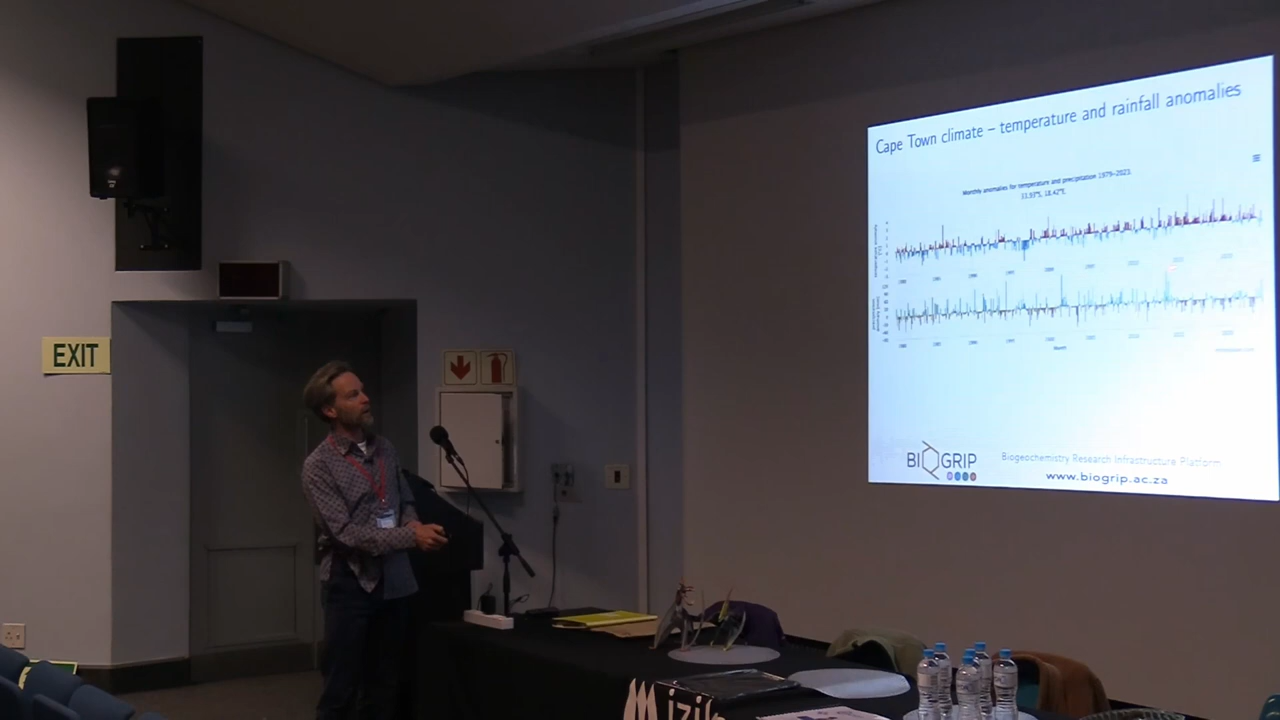 Cape Town climate – temperature and rainfall anomalies
Monthly anomalies for temperature and precipitation 1979–2023.
EXIT
BIOGRIP
Biogeochemistry Research Infrastructure Platform
www.biogrip.ac.za
izik